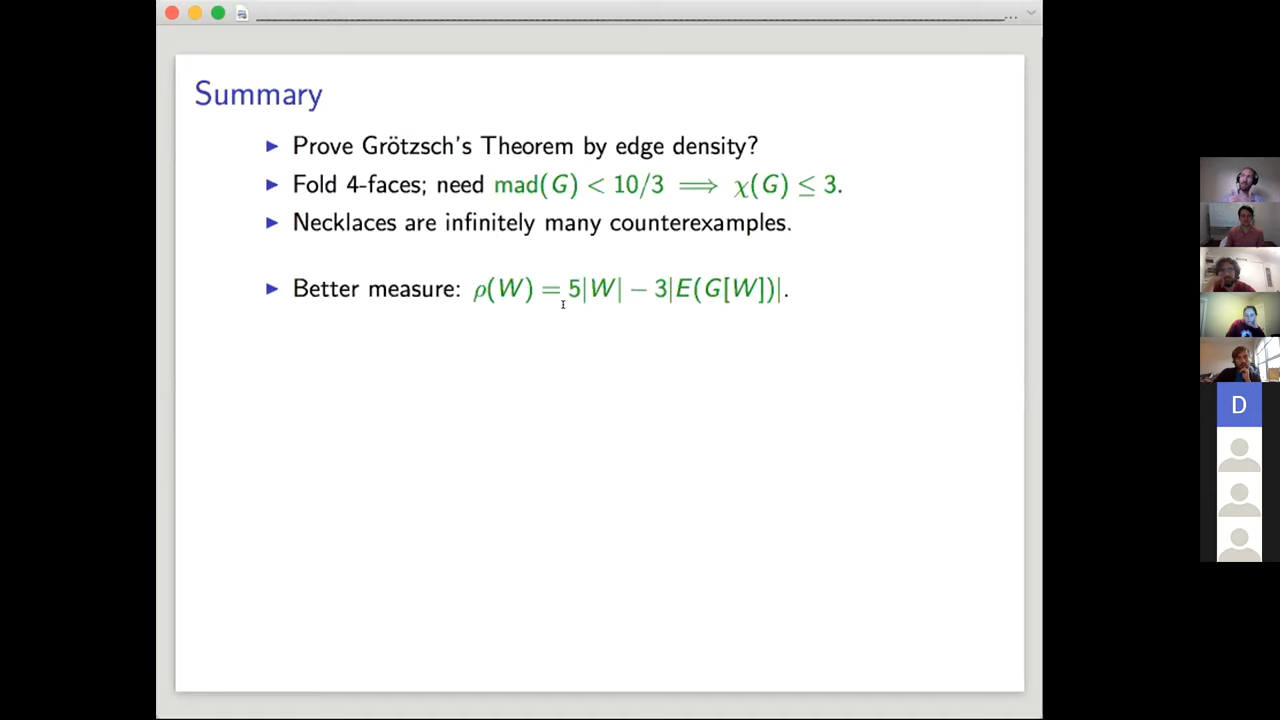 Summary
▶ Prove Grötzsch's Theorem by edge density?
▶ Fold 4-faces; need mad(G) < 10/3 ⟹ χ(G) ≤ 3.
▶ Necklaces are infinitely many counterexamples.
▶ Better measure: ρ(W) = 5|W| − 3|E(G[W])|.
D